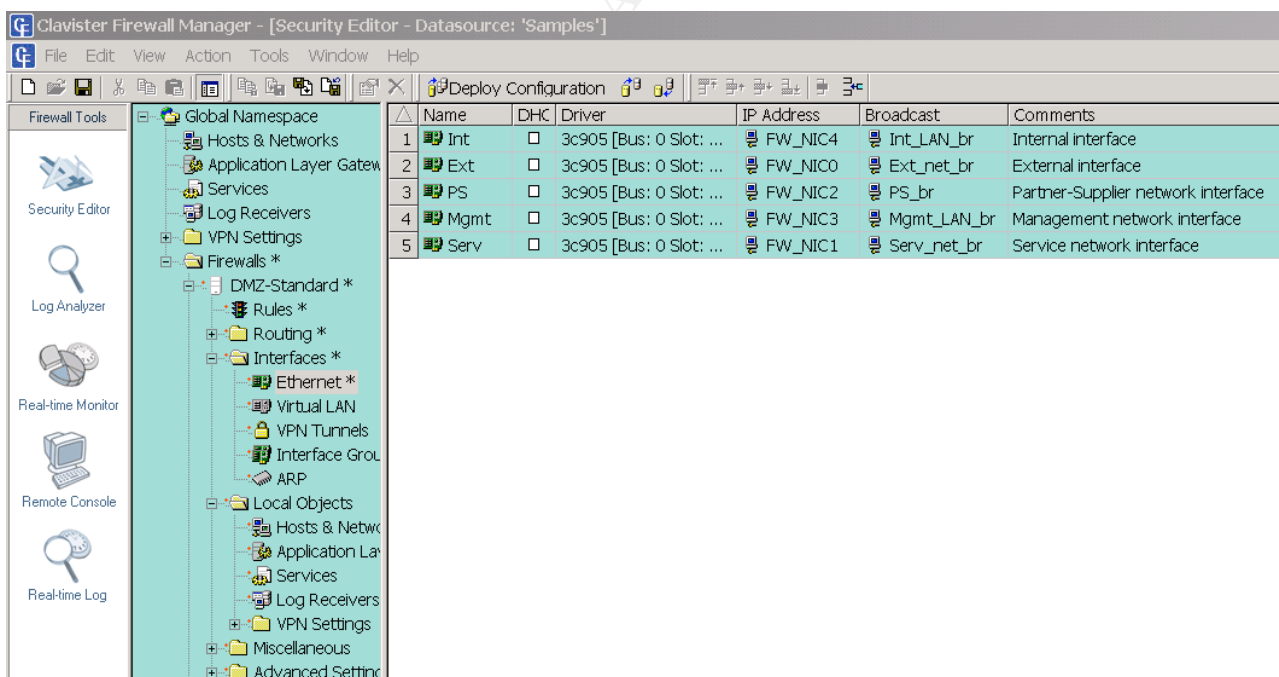 Clavister Firewall Manager - [Security Editor - Datasource: 'Samples']
File Edit View Action Tools Window Help
Deploy Configuration
Firewall Tools
Security Editor
Log Analyzer
Real-time Monitor
Remote Console
Real-time Log
Global Namespace
Hosts & Networks
Application Layer Gatew
Services
Log Receivers
VPN Settings
Firewalls *
DMZ-Standard *
Rules *
Routing *
Interfaces *
Ethernet *
Virtual LAN
VPN Tunnels
Interface Grou
ARP
Local Objects
Hosts & Netwo
Application Lay
Services
Log Receivers
VPN Settings
Miscellaneous
Advanced Setting
Name DHC Driver IP Address Broadcast Comments
1 Int 3c905 [Bus: 0 Slot: ... FW_NIC4 Int_LAN_br Internal interface
2 Ext 3c905 [Bus: 0 Slot: ... FW_NIC0 Ext_net_br External interface
3 PS 3c905 [Bus: 0 Slot: ... FW_NIC2 PS_br Partner-Supplier network interface
4 Mgmt 3c905 [Bus: 0 Slot: ... FW_NIC3 Mgmt_LAN_br Management network interface
5 Serv 3c905 [Bus: 0 Slot: ... FW_NIC1 Serv_net_br Service network interface